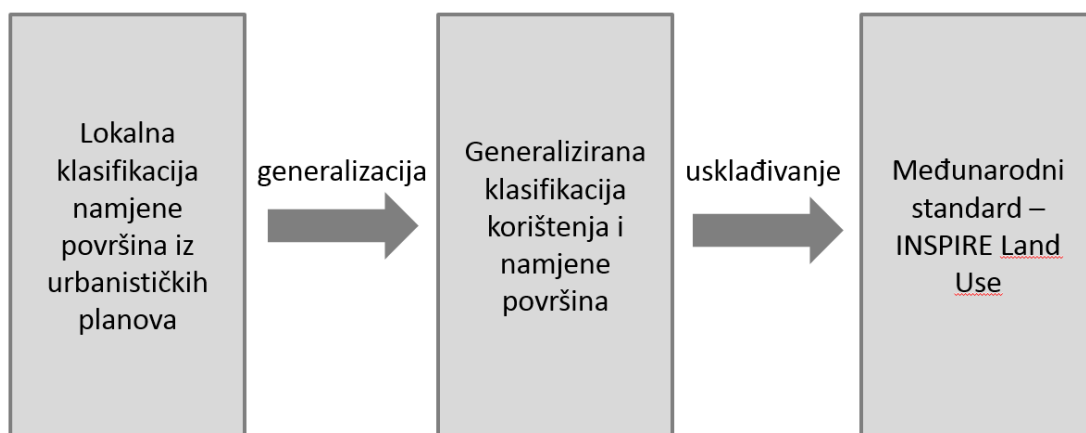 Lokalna
klasifikacija
namjene
površina iz
urbanističkih
planova
generalizacija
Generalizirana
klasifikacija
korištenja i
namjene
površina
usklađivanje
Međunarodni
standard –
INSPIRE Land
Use